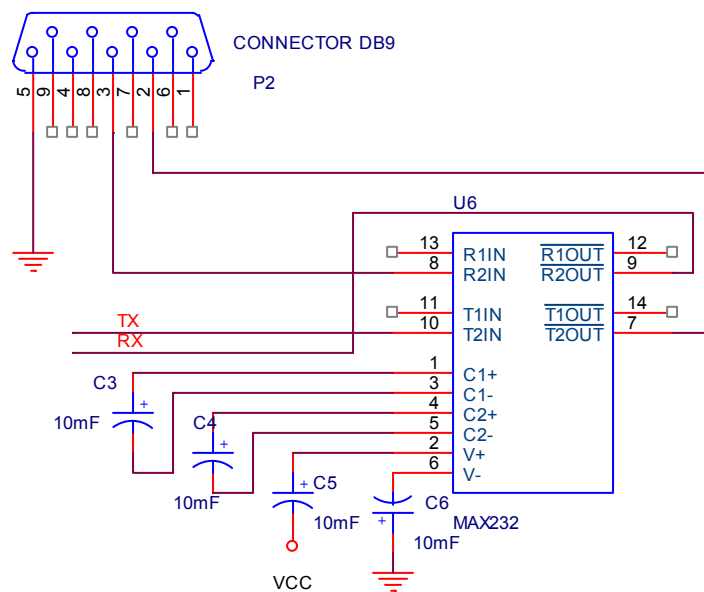 CONNECTOR DB9
P2
5 9 4 8 3 7 2 6 1
U6
13 R1IN R1OUT 12
8 R2IN R2OUT 9
11 T1IN T1OUT 14
10 T2IN T2OUT 7
TX
RX
1 C1+
3 C1-
4 C2+
5 C2-
2 V+
6 V-
C3
+
10mF
C4
+
10mF
+ C5
10mF
VCC
C6
+
10mF
MAX232